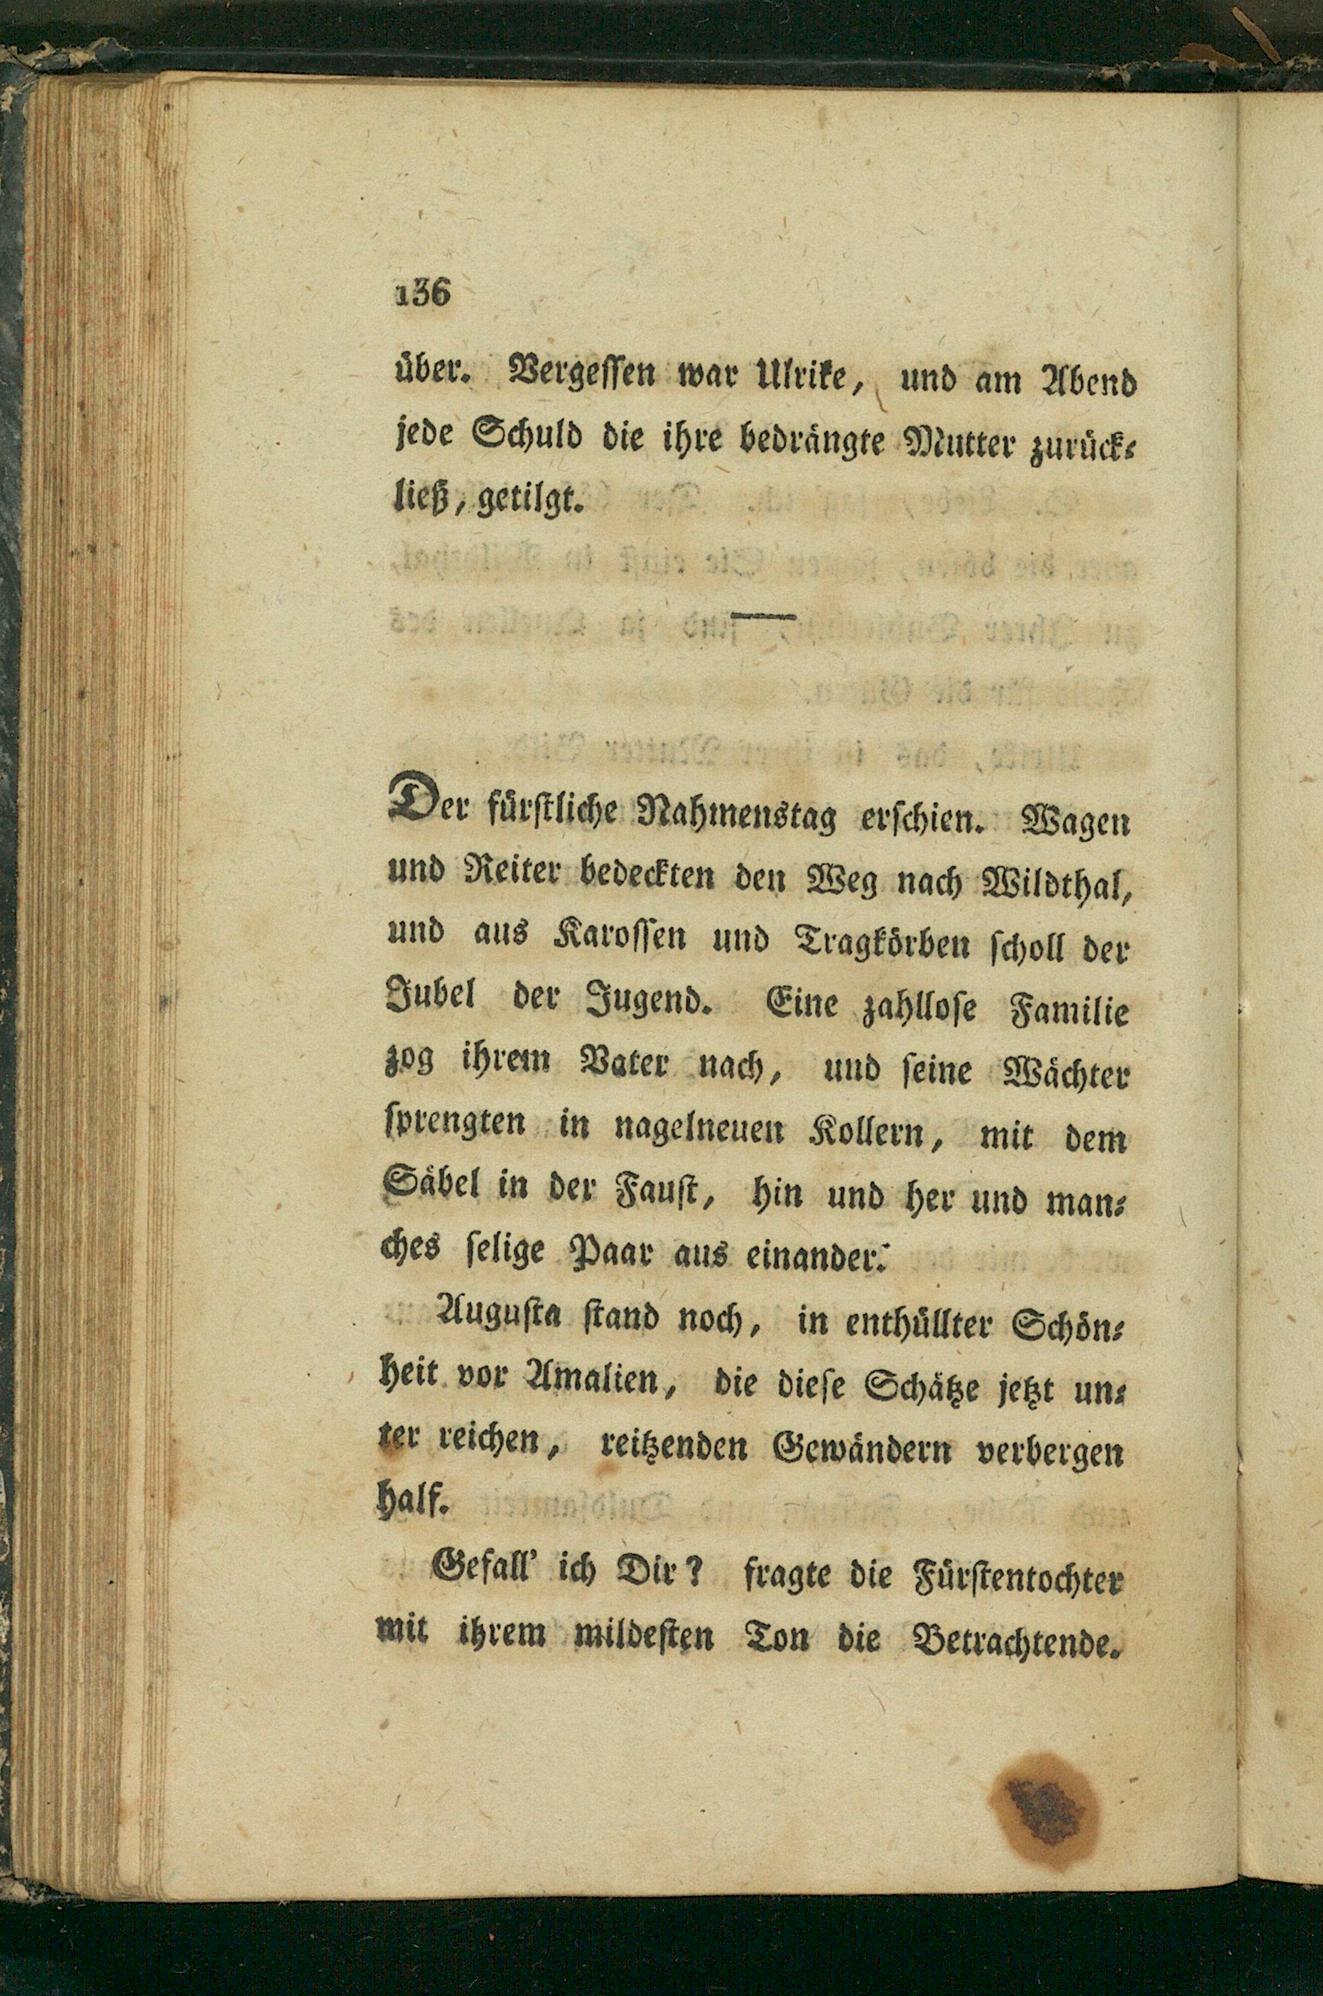 136
über. Vergeſſen war Ulrike, und am Abend
jede Schuld die ihre bedrängte Mutter zurück⸗
ließ, getilgt.
Der fürſtliche Nahmenstag erſchien. Wagen
und Reiter bedeckten den Weg nach Wildthal,
und aus Karoſſen und Tragkörben ſcholl der
Jubel der Jugend. Eine zahlloſe Familie
zog ihrem Vater nach, und ſeine Wächter
ſprengten in nagelneuen Kollern, mit dem
Säbel in der Fauſt, hin und her und man⸗
ches ſelige Paar aus einander.
Auguſta ſtand noch, in enthüllter Schön⸗
heit vor Amalien, die dieſe Schätze jetzt un⸗
ter reichen, reitzenden Gewändern verbergen
half.
Gefall' ich Dir? fragte die Fürſtentochter
mit ihrem mildeſten Ton die Betrachtende.